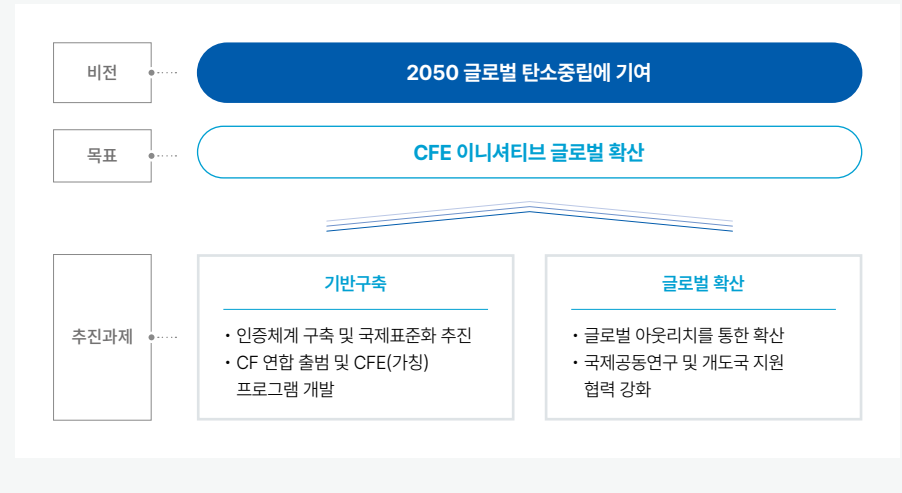 비전
2050 글로벌 탄소중립에 기여
목표
CFE 이니셔티브 글로벌 확산
추진과제
기반구축
· 인증체계 구축 및 국제표준화 추진
· CF 연합 출범 및 CFE(가칭)
프로그램 개발
글로벌 확산
· 글로벌 아웃리치를 통한 확산
· 국제공동연구 및 개도국 지원
협력 강화